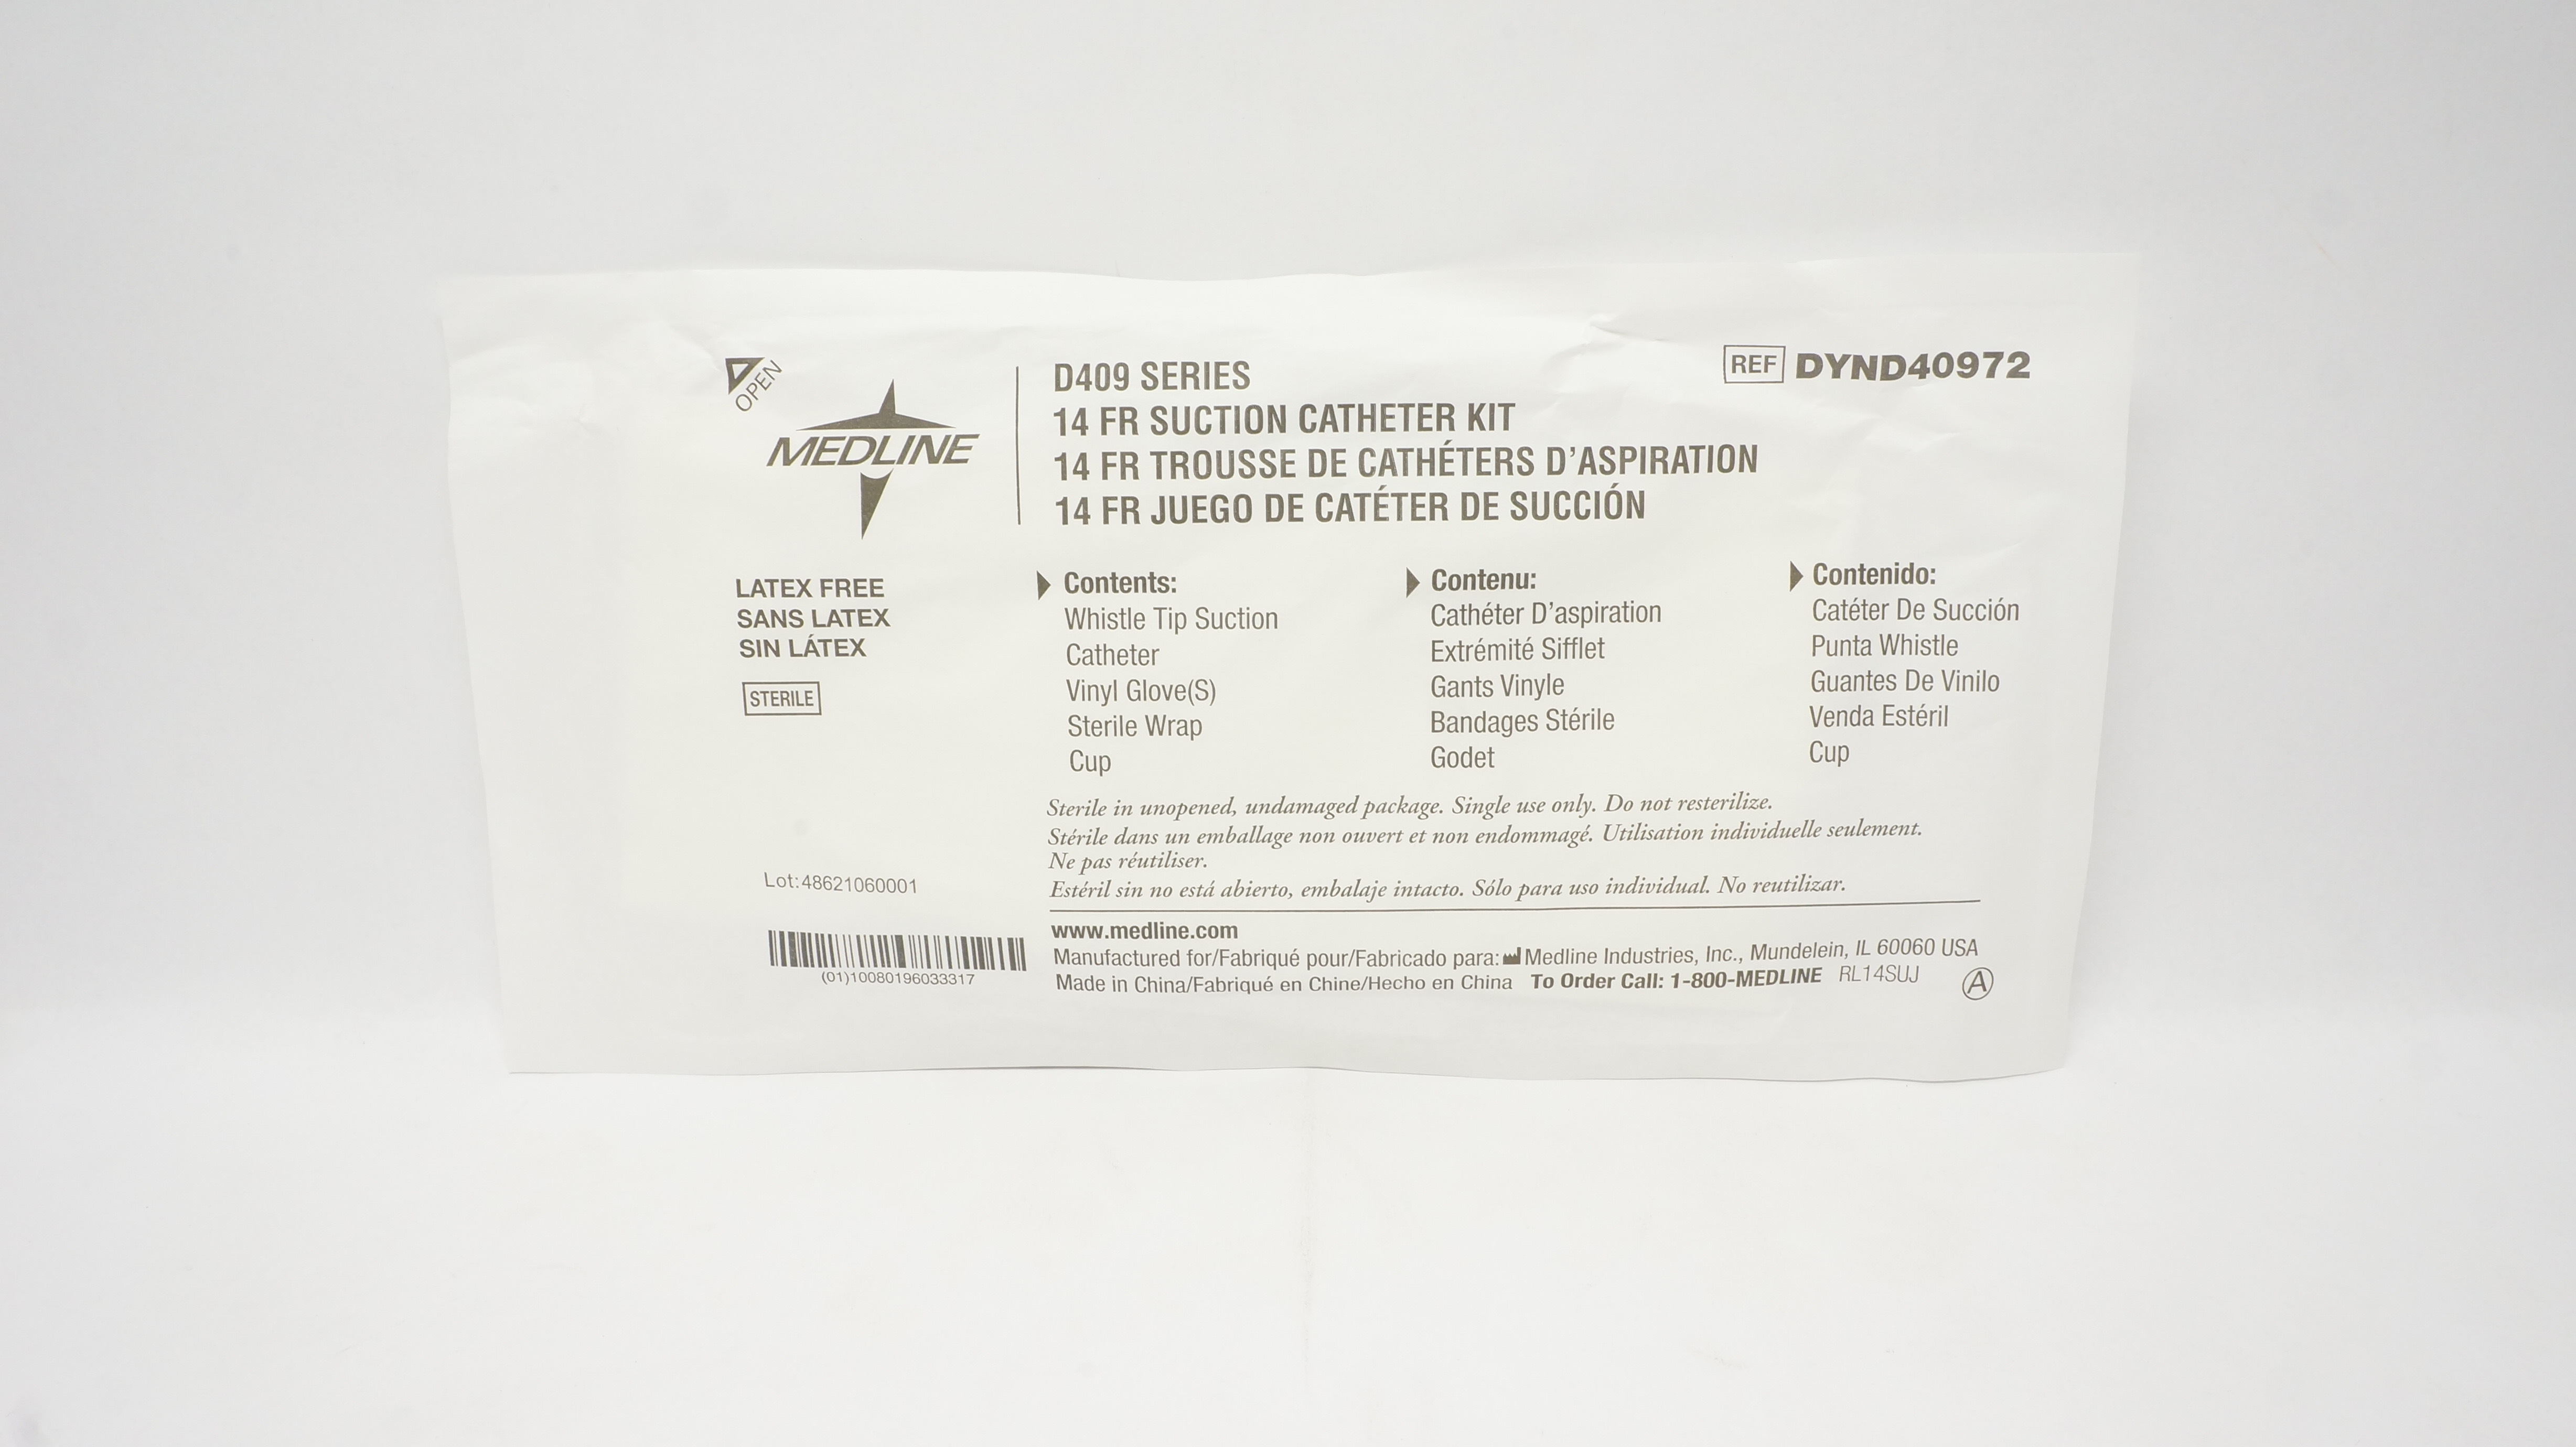 OPEN
MEDLINE
D409 SERIES
14 FR SUCTION CATHETER KIT
14 FR TROUSSE DE CATHÉTERS D'ASPIRATION
14 FR JUEGO DE CATÉTER DE SUCCIÓN
REF DYND40972
LATEX FREE
SANS LATEX
SIN LÁTEX
STERILE
Contents:
Whistle Tip Suction
Catheter
Vinyl Glove(S)
Sterile Wrap
Cup
Contenu:
Cathéter D'aspiration
Extrémité Sifflet
Gants Vinyle
Bandages Stérile
Godet
Contenido:
Catéter De Succión
Punta Whistle
Guantes De Vinilo
Venda Estéril
Cup
Sterile in unopened, undamaged package. Single use only. Do not resterilize.
Stérile dans un emballage non ouvert et non endommagé. Utilisation individuelle seulement.
Ne pas réutiliser.
Estéril sin no está abierto, embalaje intacto. Sólo para uso individual. No reutilizar.
Lot:48621060001
(01)10080196033317
www.medline.com
Manufactured for/Fabriqué pour/Fabricado para: Medline Industries, Inc., Mundelein, IL 60060 USA
Made in China/Fabriqué en Chine/Hecho en China To Order Call: 1-800-MEDLINE RL14SUJ
A